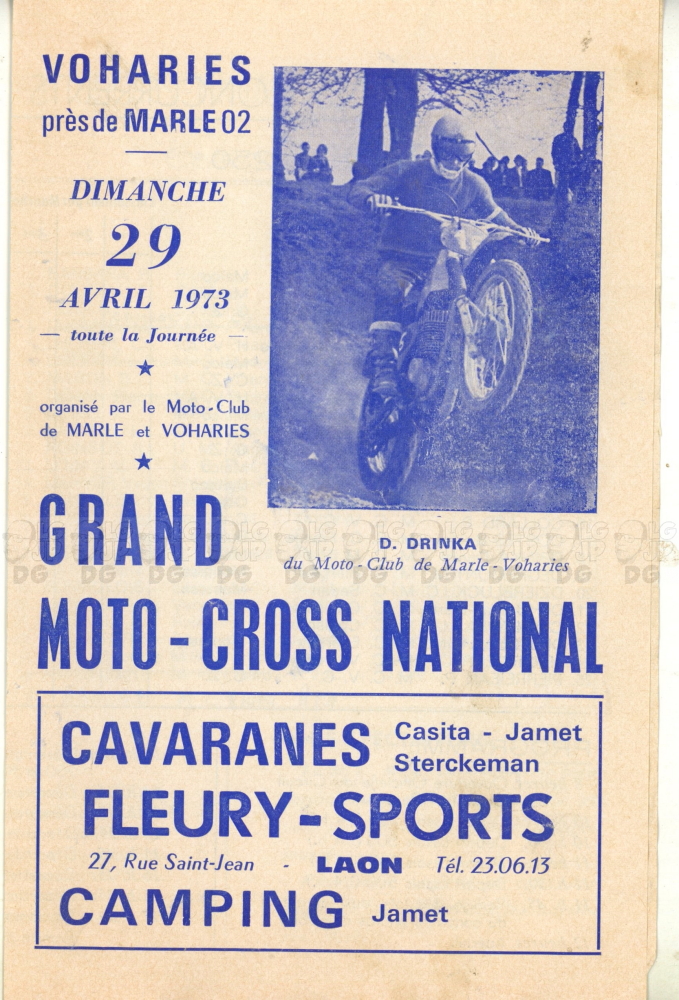 VOHARIES
près de MARLE 02
DIMANCHE
29
AVRIL 1973
— toute la Journée —
★
organisé par le Moto-Club
de MARLE et VOHARIES
★
D. DRINKA
du Moto-Club de Marle-Voharies
GRAND
MOTO-CROSS NATIONAL
CAVARANES Casita - Jamet
Sterckeman
FLEURY-SPORTS
27, Rue Saint-Jean - LAON Tél. 23.06.13
CAMPING Jamet